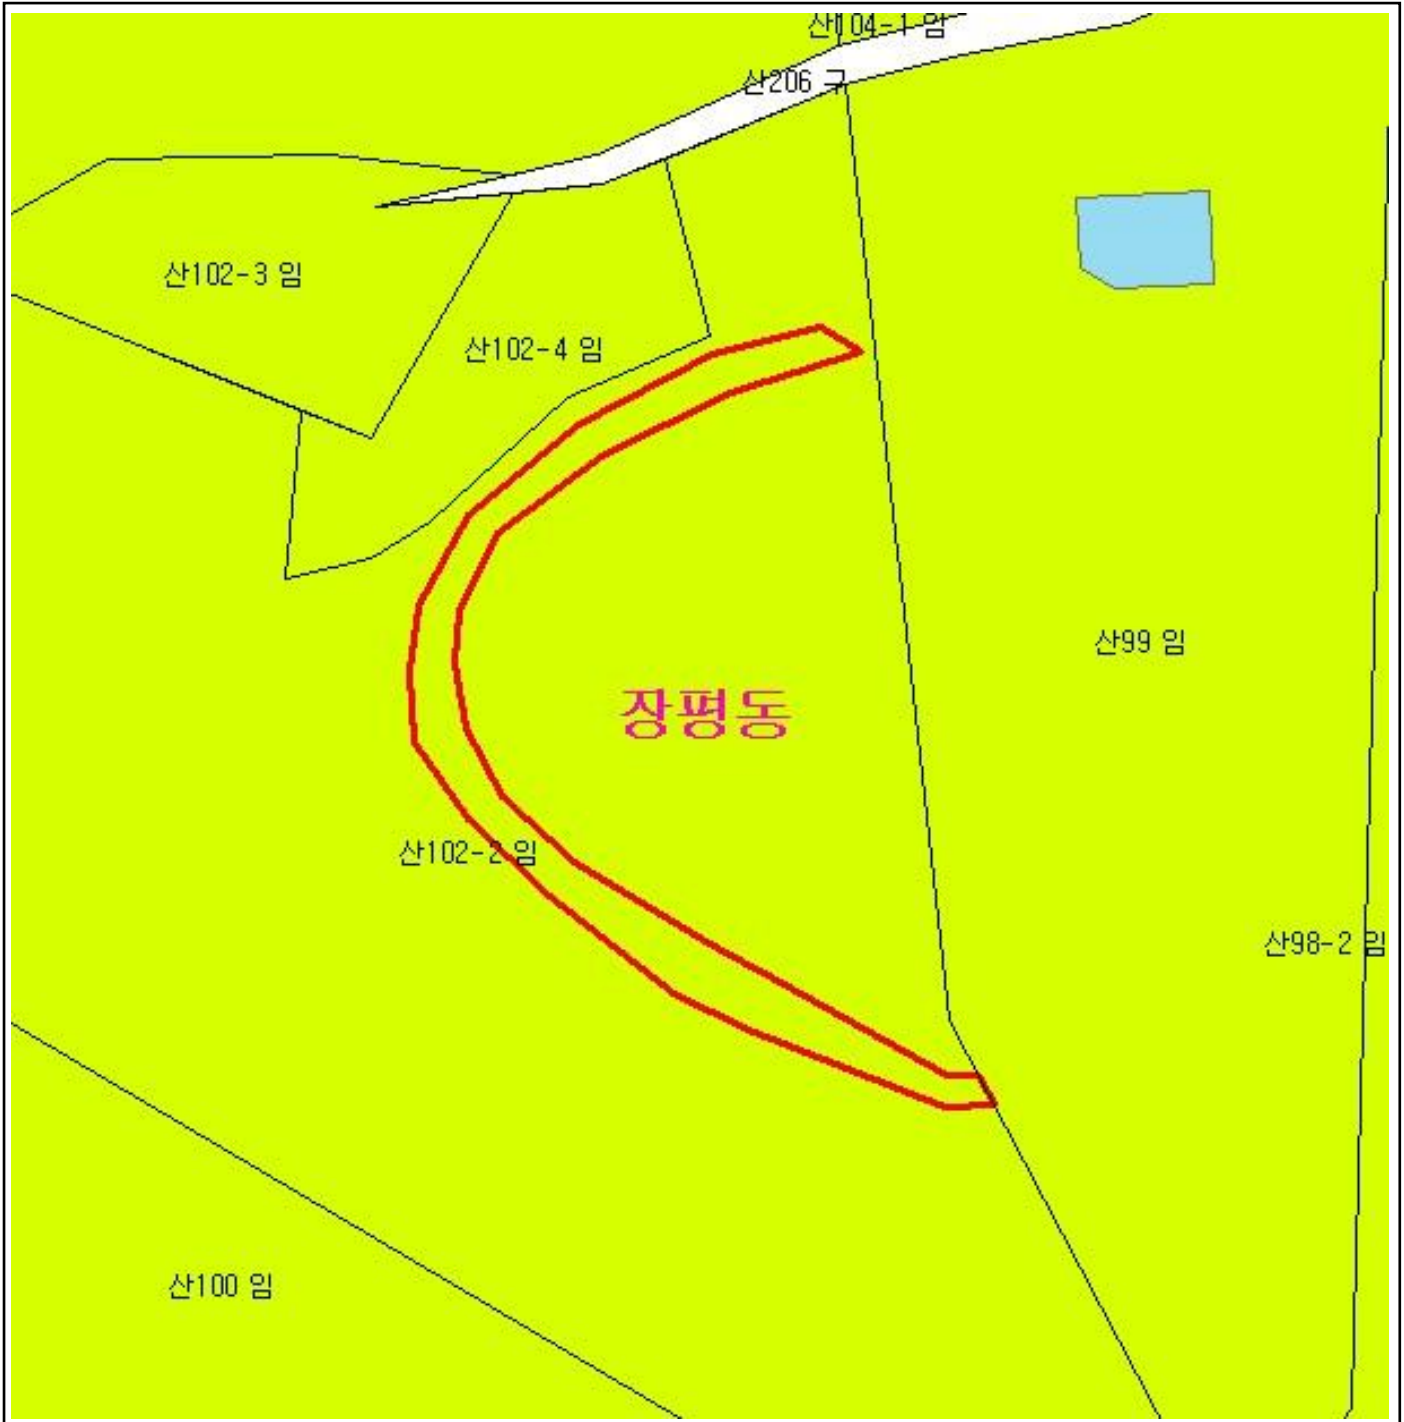 산104-1 임
산206 구
산102-3 임
산102-4 임
산99 임
장평동
산102-2 임
산98-2 임
산100 임